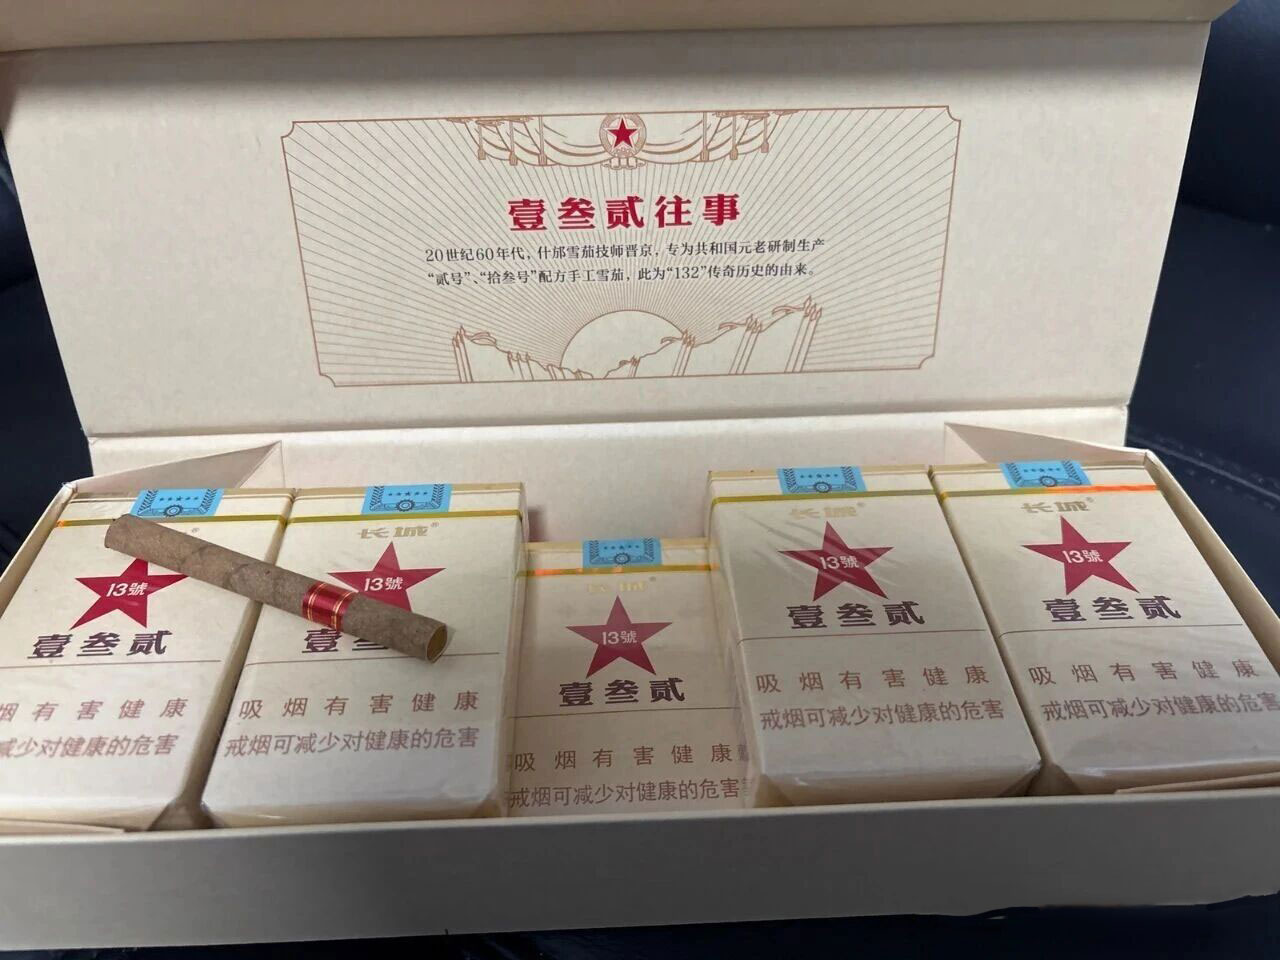 壹叁贰往事
20世纪60年代，什邡雪茄技师晋京，专为共和国元老研制生产
“贰号”、“拾叁号”配方手工雪茄，此为“132”传奇历史的由来。
13號
壹叁贰
烟有害健康
减少对健康的危害
长城®
13號
壹叁
吸烟有害健康
戒烟可减少对健康的危害
长城
13號
壹叁贰
吸烟有害健康
戒烟可减少对健康的危害
长城®
13號
壹叁贰
吸烟有害健康
戒烟可减少对健康的危害
长城®
13號
壹叁贰
吸烟有害健康
戒烟可减少对健康的危害